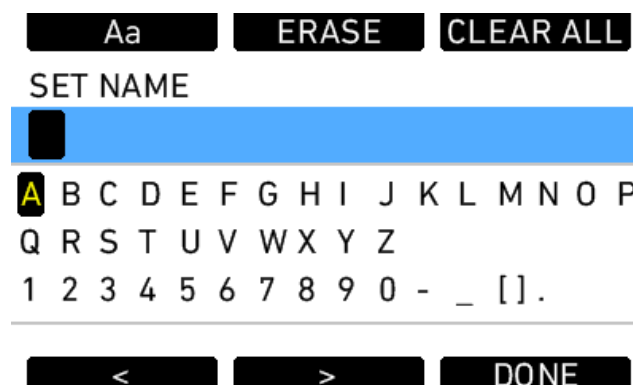 Aa ERASE CLEAR ALL
SET NAME
A B C D E F G H I J K L M N O P
Q R S T U V W X Y Z
1 2 3 4 5 6 7 8 9 0 - _ [ ] .
< > DONE